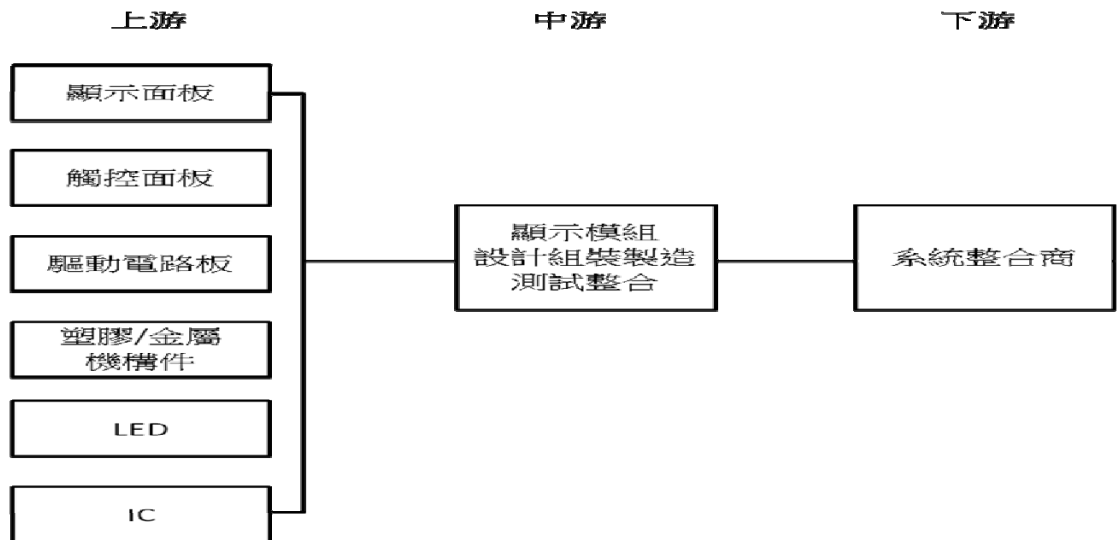 上游
中游
下游
顯示面板
觸控面板
驅動電路板
塑膠/金屬
機構件
LED
IC
顯示模組
設計組裝製造
測試整合
系統整合商